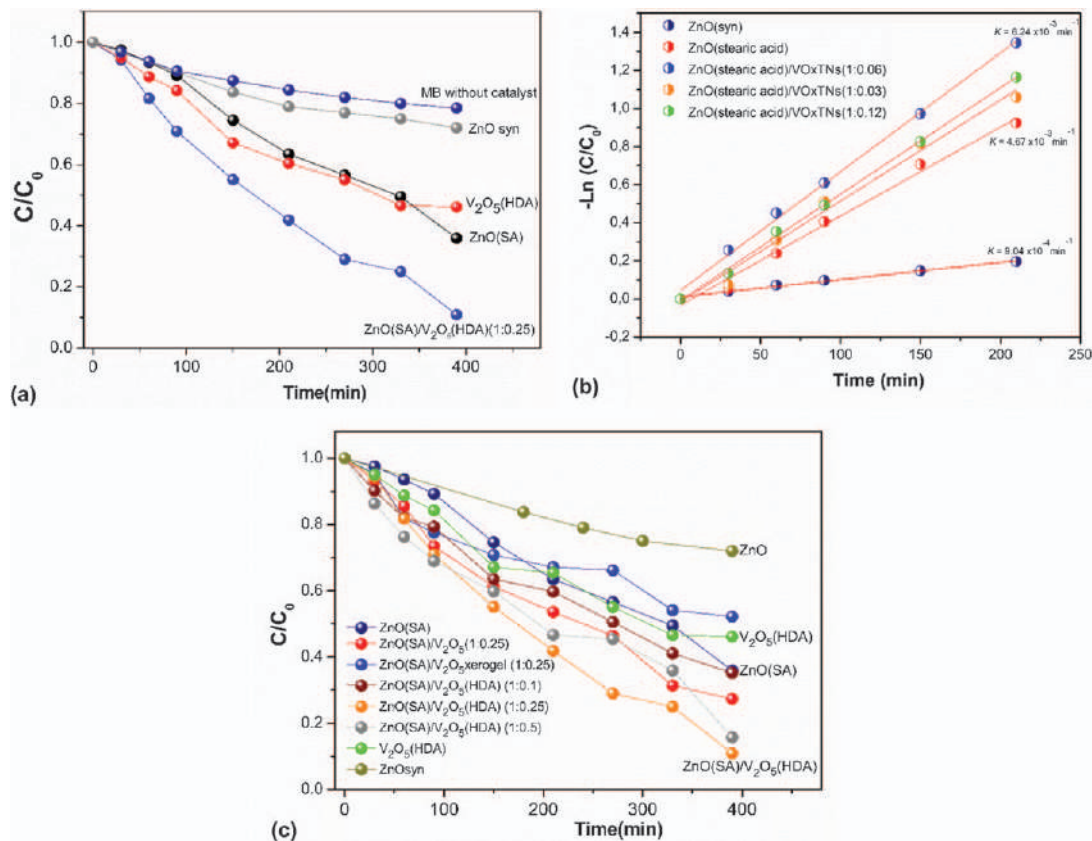 1.0
0.8
0.6
0.4
0.2
0.0
C/C0
MB without catalyst
ZnO syn
V2O5(HDA)
ZnO(SA)
ZnO(SA)/V2O5(HDA)(1:0.25)
0 100 200 300 400
Time(min)
(a)
1.4
1.2
1.0
0.8
0.6
0.4
0.2
0.0
-0.2
-Ln (C/C0)
ZnO(syn)
ZnO(stearic acid)
ZnO(stearic acid)/VOxTNs(1:0.06)
ZnO(stearic acid)/VOxTNs(1:0.03)
ZnO(stearic acid)/VOxTNs(1:0.12)
K = 6.24 x10-3 min-1
K = 4.67 x10-3 min-1
K = 9.04 x10-4 min-1
0 50 100 150 200 250
Time (min)
(b)
1.0
0.8
0.6
0.4
0.2
0.0
C/C0
ZnO
V2O5(HDA)
ZnO(SA)
ZnO(SA)/V2O5(HDA)
ZnO(SA)
ZnO(SA)/V2O5(1:0.25)
ZnO(SA)/V2O5xerogel (1:0.25)
ZnO(SA)/V2O5(HDA) (1:0.1)
ZnO(SA)/V2O5(HDA) (1:0.25)
ZnO(SA)/V2O5(HDA) (1:0.5)
V2O5(HDA)
ZnOsyn
0 100 200 300 400
Time(min)
(c)